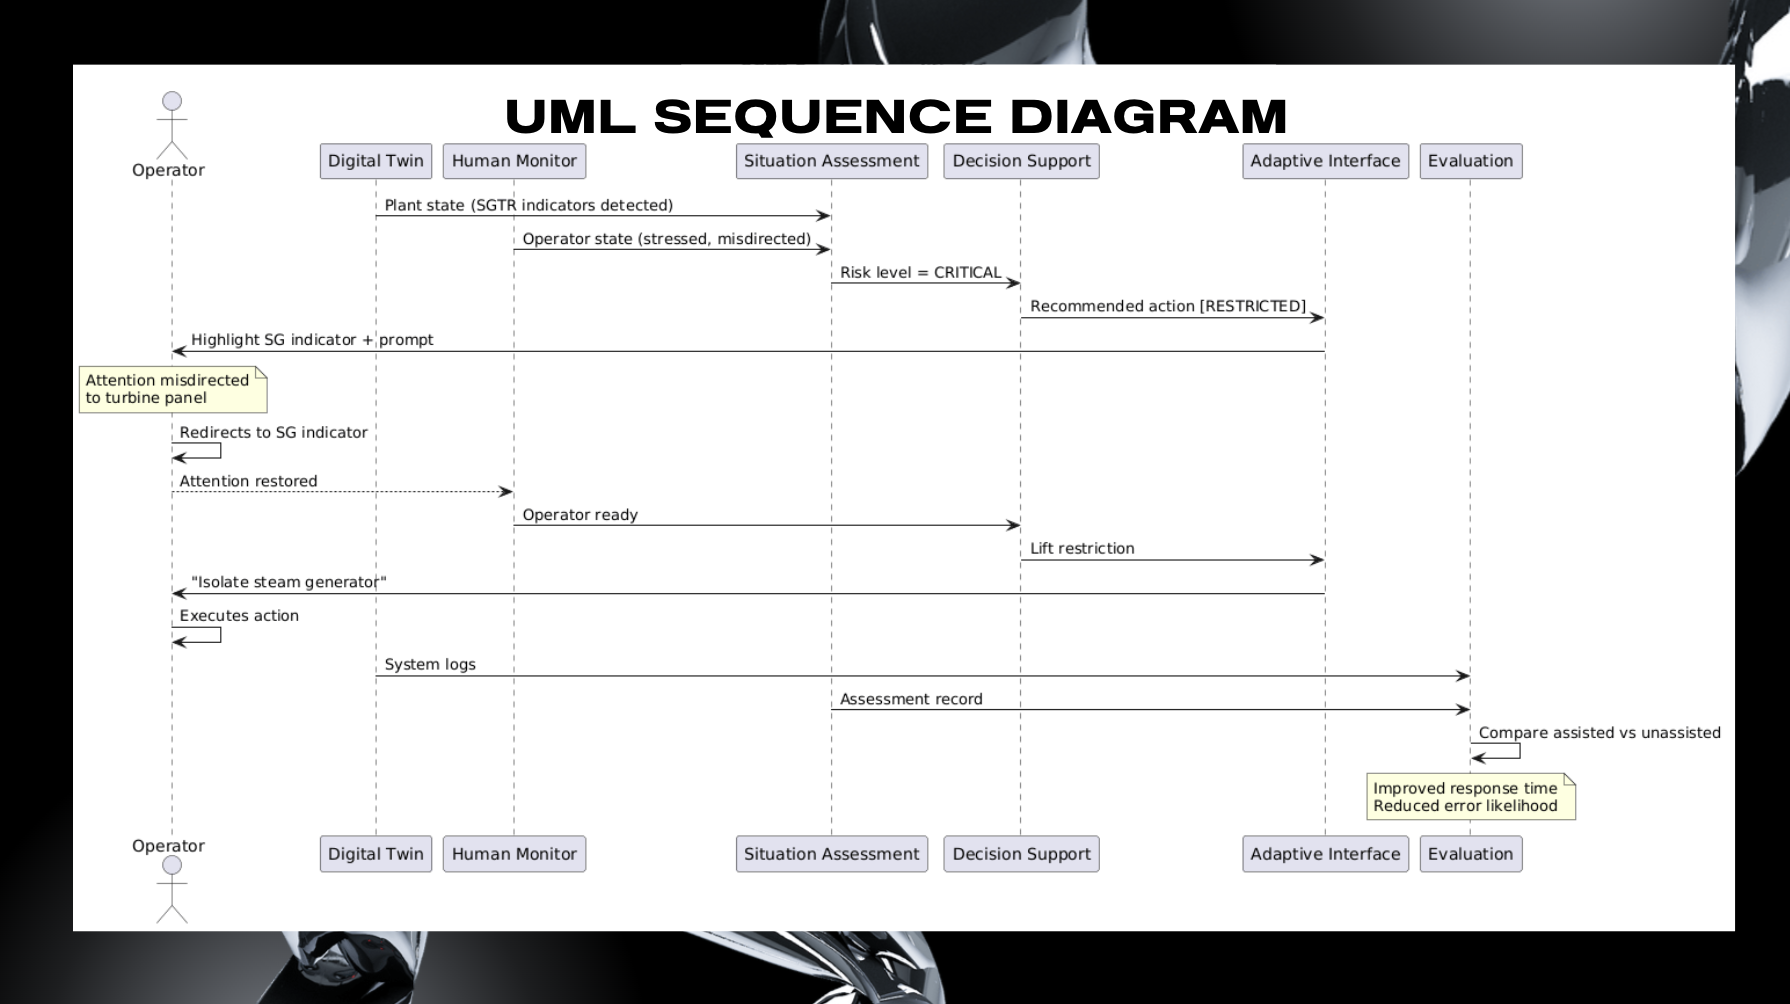 UML SEQUENCE DIAGRAM
Operator
Digital Twin
Human Monitor
Situation Assessment
Decision Support
Adaptive Interface
Evaluation
Plant state (SGTR indicators detected)
Operator state (stressed, misdirected)
Risk level = CRITICAL
Recommended action [RESTRICTED]
Highlight SG indicator + prompt
Attention misdirected
to turbine panel
Redirects to SG indicator
Attention restored
Operator ready
Lift restriction
"Isolate steam generator"
Executes action
System logs
Assessment record
Compare assisted vs unassisted
Improved response time
Reduced error likelihood
Operator
Digital Twin
Human Monitor
Situation Assessment
Decision Support
Adaptive Interface
Evaluation